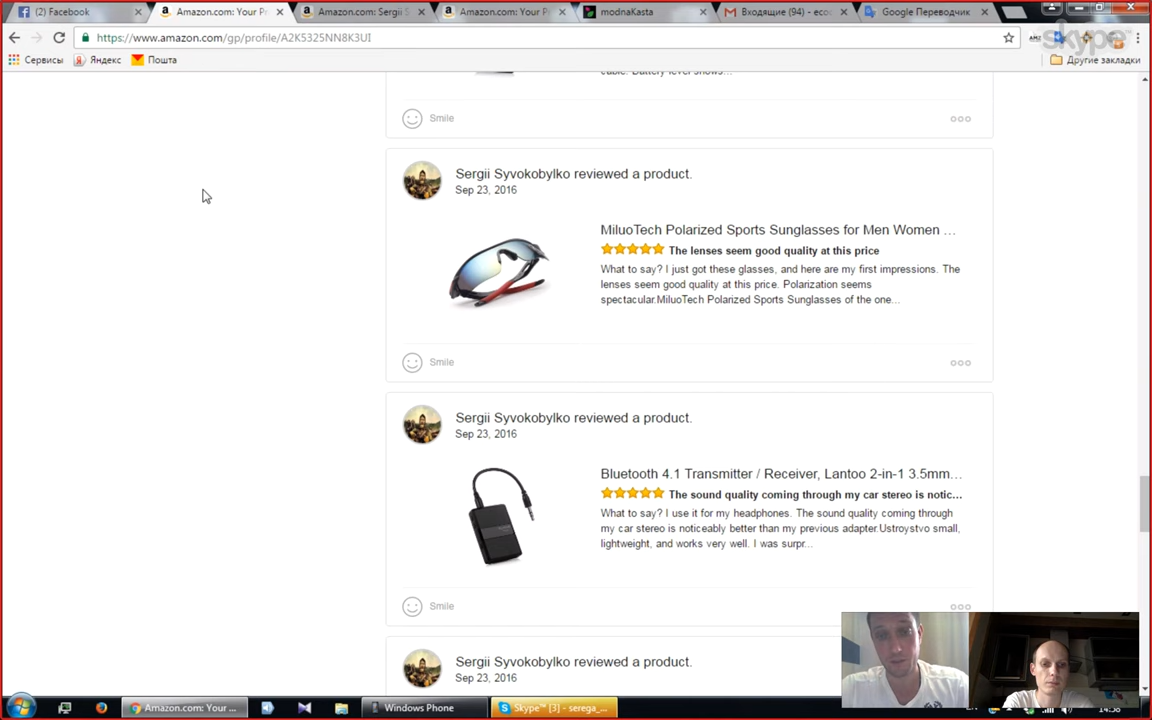 (2) Facebook
Amazon.com: Your P
Amazon.com: Sergii S
Amazon.com: Your P
modnaKasta
Входящие (94) - eco
Google Переводчик
https://www.amazon.com/gp/profile/A2K5325NN8K3UI
skype
Сервисы
Яндекс
Пошта
Другие закладки
cable. Battery level shows...
Smile
Sergii Syvokobylko reviewed a product.
Sep 23, 2016
MiluoTech Polarized Sports Sunglasses for Men Women ...
The lenses seem good quality at this price
What to say? I just got these glasses, and here are my first impressions. The
lenses seem good quality at this price. Polarization seems
spectacular.MiluoTech Polarized Sports Sunglasses of the one...
Smile
Sergii Syvokobylko reviewed a product.
Sep 23, 2016
Bluetooth 4.1 Transmitter / Receiver, Lantoo 2-in-1 3.5mm...
The sound quality coming through my car stereo is notic...
What to say? I use it for my headphones. The sound quality coming through
my car stereo is noticeably better than my previous adapter.Ustroystvo small,
lightweight, and works very well. I was surpr...
Smile
Sergii Syvokobylko reviewed a product.
Sep 23, 2016
Amazon.com: Your ...
Windows Phone
Skype™ [3] - serega_...
14:58